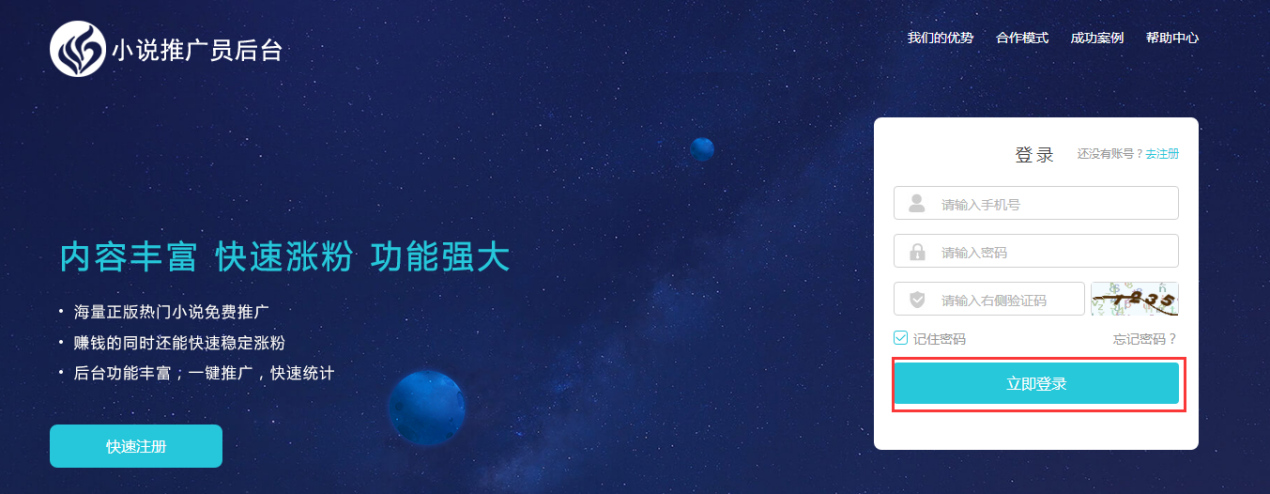 小说推广员后台
我们的优势 合作模式 成功案例 帮助中心
登录 还没有账号？去注册
请输入手机号
请输入密码
请输入右侧验证码
记住密码 忘记密码？
立即登录
内容丰富 快速涨粉 功能强大
• 海量正版热门小说免费推广
• 赚钱的同时还能快速稳定涨粉
• 后台功能丰富；一键推广，快速统计
快速注册